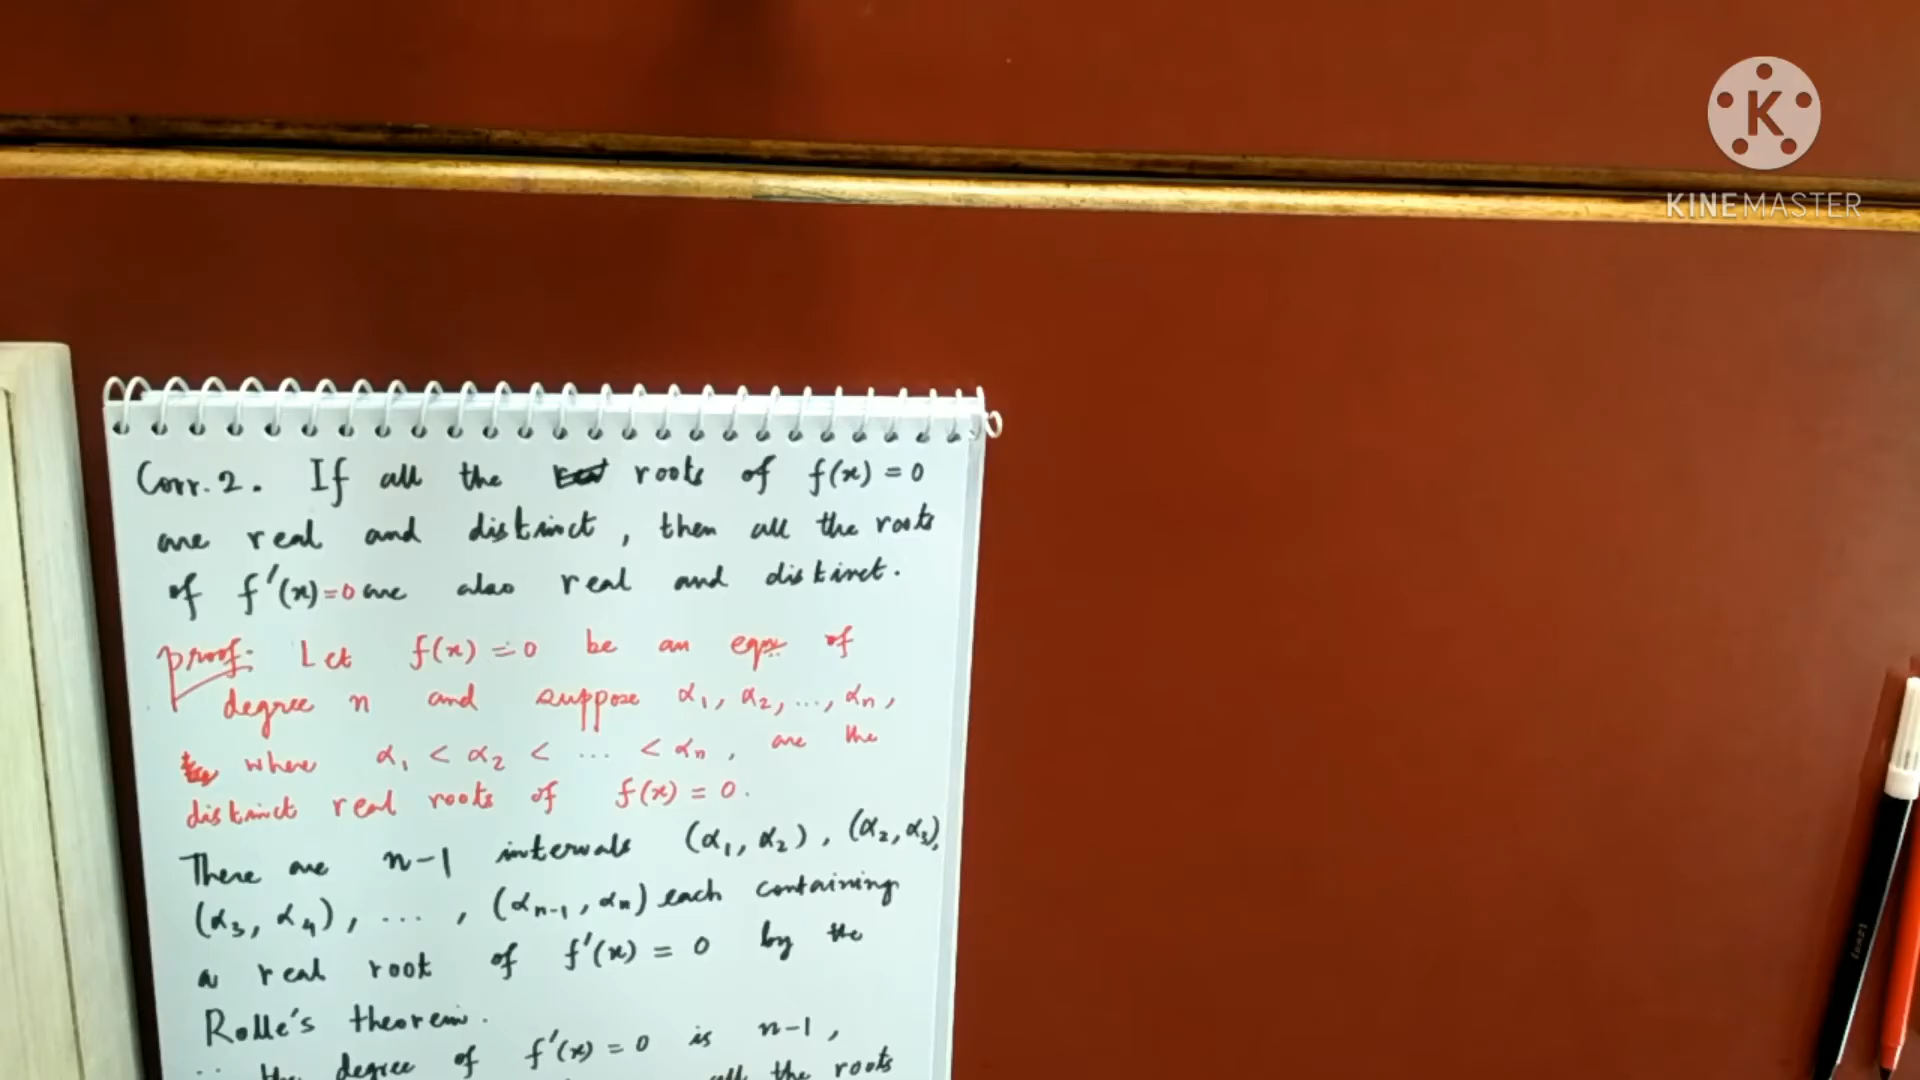 K
KINEMASTER
Corr. 2. If all the roots of f(x) = 0
are real and distinct, then all the roots
of f'(x) = 0 are also real and distinct.
Proof: Let f(x) = 0 be an eqn of
degree n and suppose α₁, α₂, ..., αₙ,
where α₁ < α₂ < ... < αₙ, are the
distinct real roots of f(x) = 0.
There are n-1 intervals (α₁, α₂), (α₂, α₃),
(α₃, α₄), ... , (αₙ₋₁, αₙ) each containing
a real root of f'(x) = 0 by the
Rolle's theorem.
the degree of f'(x) = 0 is n-1,
all the roots